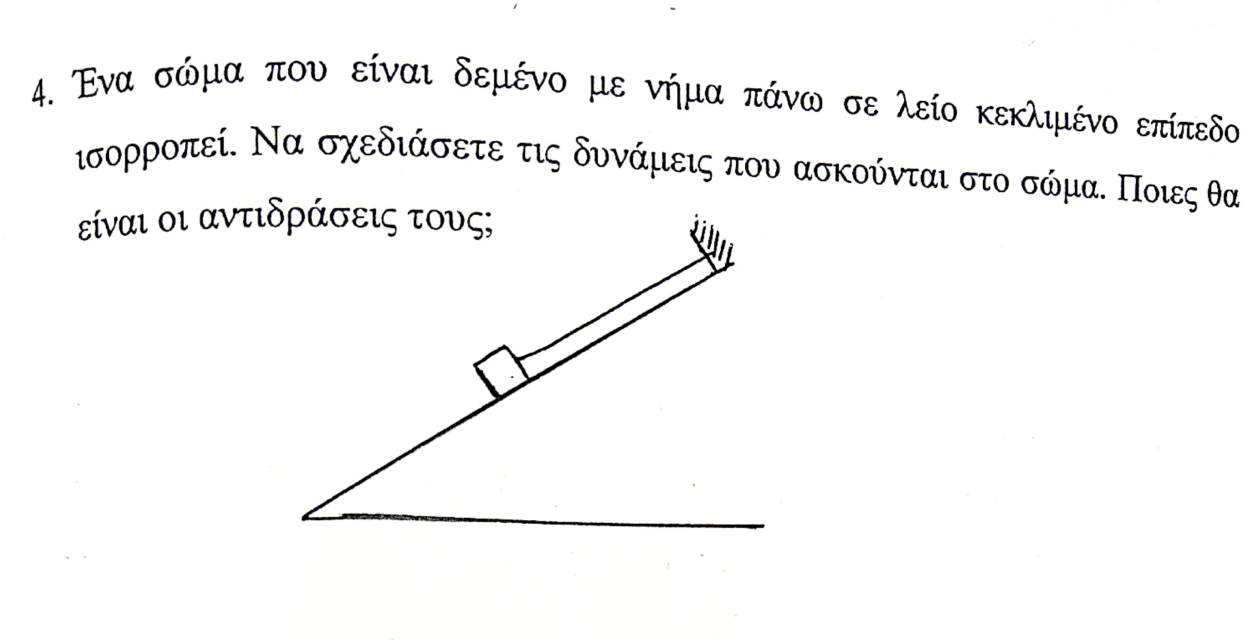 4. Ένα σώμα που είναι δεμένο με νήμα πάνω σε λείο κεκλιμένο επίπεδο
ισορροπεί. Να σχεδιάσετε τις δυνάμεις που ασκούνται στο σώμα. Ποιες θα
είναι οι αντιδράσεις τους;